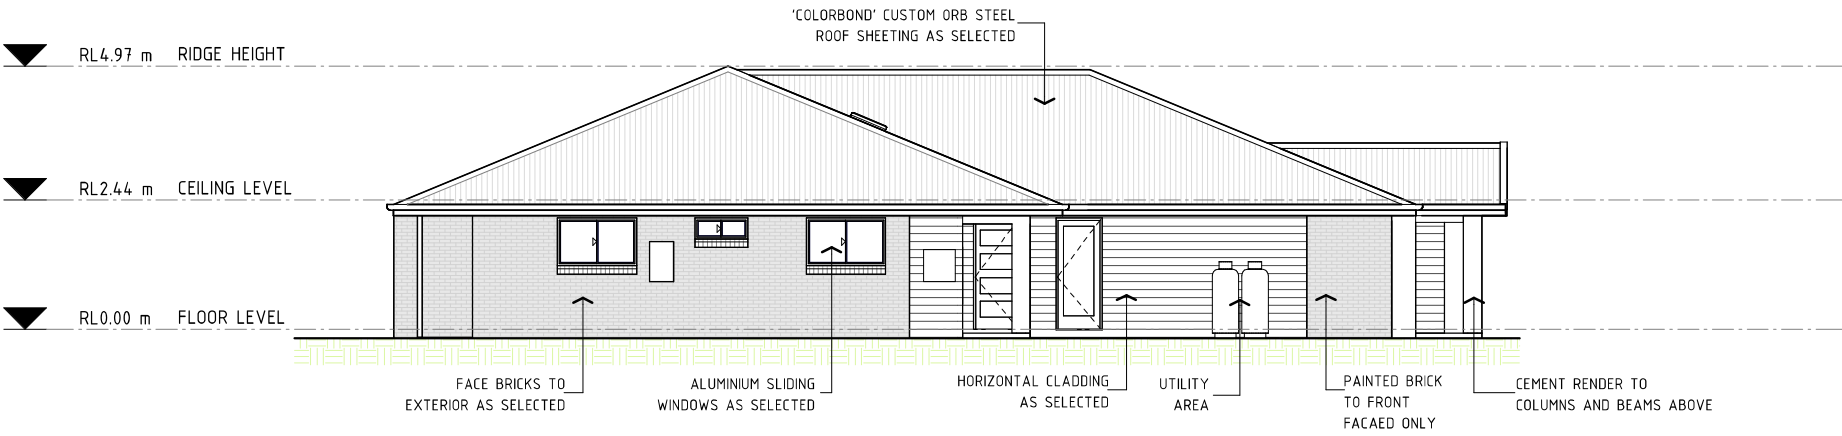 'COLORBOND' CUSTOM ORB STEEL
ROOF SHEETING AS SELECTED
RL4.97 m RIDGE HEIGHT
RL2.44 m CEILING LEVEL
RL0.00 m FLOOR LEVEL
FACE BRICKS TO
EXTERIOR AS SELECTED
ALUMINIUM SLIDING
WINDOWS AS SELECTED
HORIZONTAL CLADDING
AS SELECTED
UTILITY
AREA
PAINTED BRICK
TO FRONT
FACAED ONLY
CEMENT RENDER TO
COLUMNS AND BEAMS ABOVE